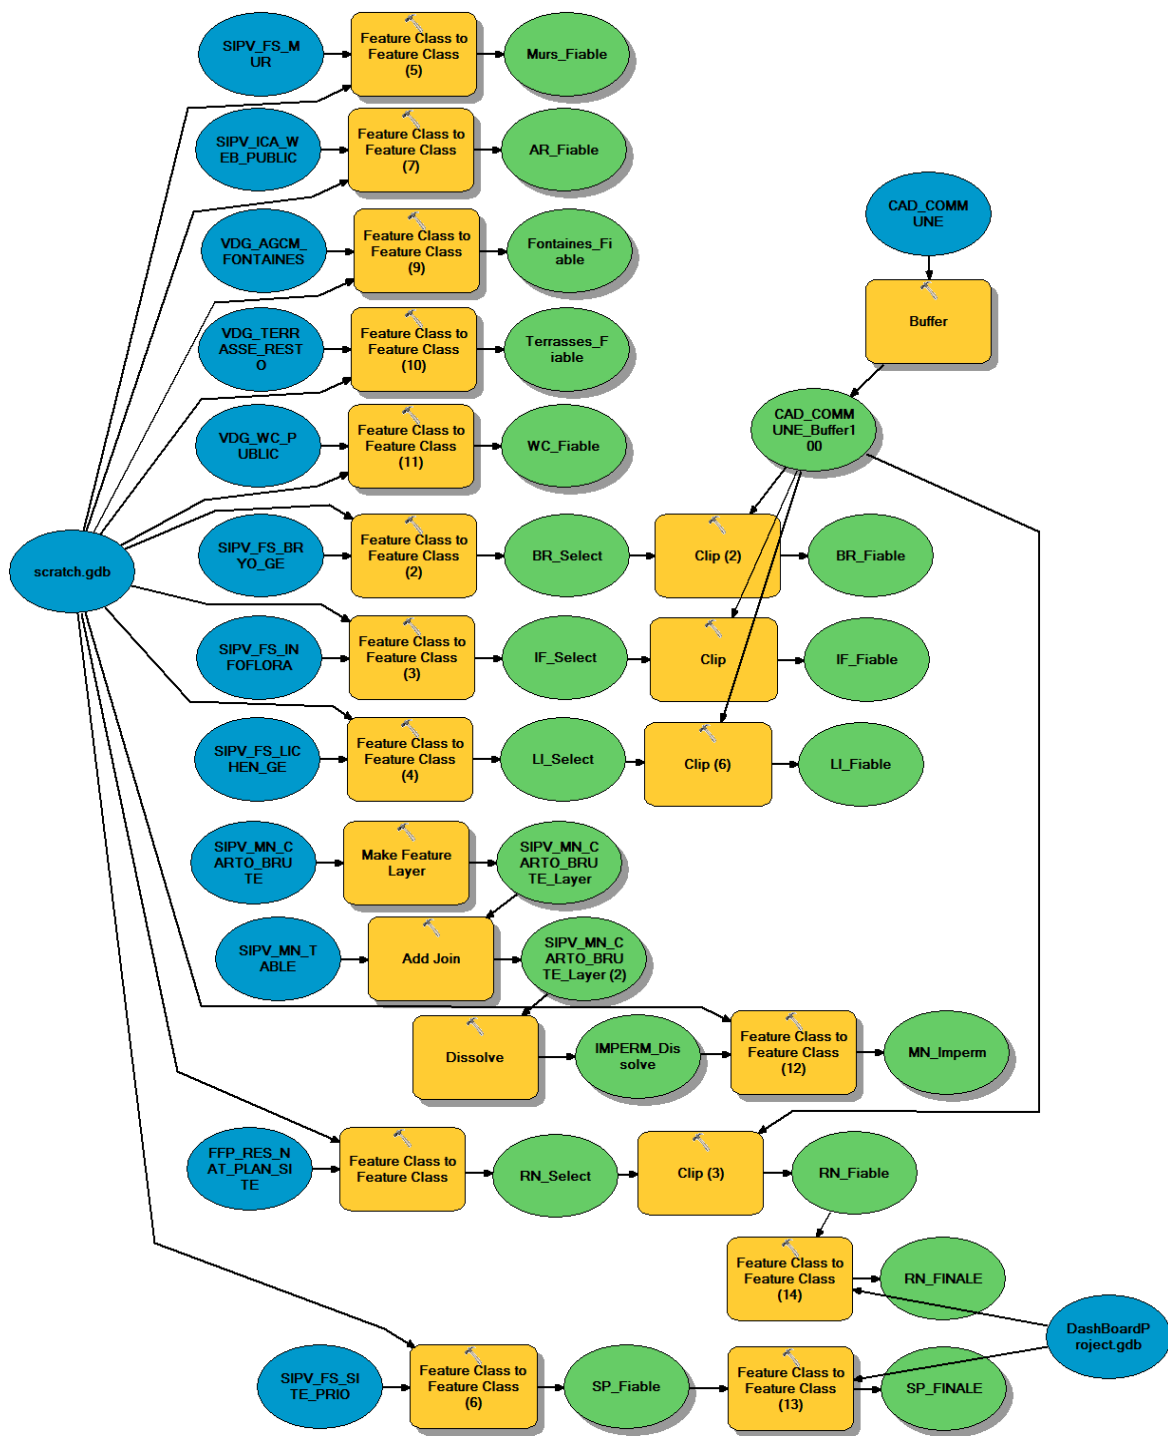 SIPV_FS_M
UR
Feature Class to
Feature Class
(5)
Murs_Fiable
SIPV_ICA_W
EB_PUBLIC
Feature Class to
Feature Class
(7)
AR_Fiable
CAD_COMM
UNE
VDG_AGCM_
FONTAINES
Feature Class to
Feature Class
(9)
Fontaines_Fi
able
Buffer
VDG_TERR
ASSE_REST
O
Feature Class to
Feature Class
(10)
Terrasses_F
iable
CAD_COMM
UNE_Buffer1
00
VDG_WC_P
UBLIC
Feature Class to
Feature Class
(11)
WC_Fiable
scratch.gdb
SIPV_FS_BR
YO_GE
Feature Class to
Feature Class
(2)
BR_Select
Clip (2)
BR_Fiable
SIPV_FS_IN
FOFLORA
Feature Class to
Feature Class
(3)
IF_Select
Clip
IF_Fiable
SIPV_FS_LIC
HEN_GE
Feature Class to
Feature Class
(4)
LI_Select
Clip (6)
LI_Fiable
SIPV_MN_C
ARTO_BRU
TE
Make Feature
Layer
SIPV_MN_C
ARTO_BRU
TE_Layer
SIPV_MN_T
ABLE
Add Join
SIPV_MN_C
ARTO_BRU
TE_Layer (2)
Dissolve
IMPERM_Dis
solve
Feature Class to
Feature Class
(12)
MN_Imperm
FFP_RES_N
AT_PLAN_SI
TE
Feature Class to
Feature Class
RN_Select
Clip (3)
RN_Fiable
Feature Class to
Feature Class
(14)
RN_FINALE
DashBoardP
roject.gdb
SIPV_FS_SI
TE_PRIO
Feature Class to
Feature Class
(6)
SP_Fiable
Feature Class to
Feature Class
(13)
SP_FINALE